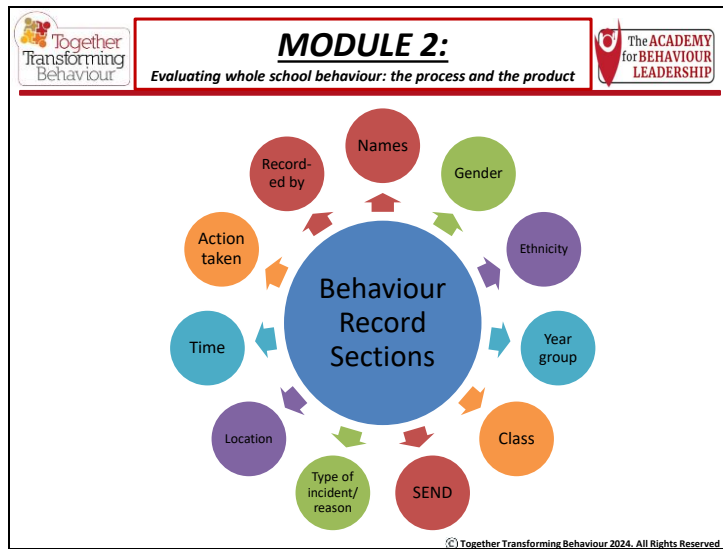 Together
Transforming
Behaviour
MODULE 2:
Evaluating whole school behaviour: the process and the product
The ACADEMY
for BEHAVIOUR
LEADERSHIP
Behaviour
Record
Sections
Names
Gender
Ethnicity
Year
group
Class
SEND
Type of
incident/
reason
Location
Time
Action
taken
Record-
ed by
© Together Transforming Behaviour 2024. All Rights Reserved